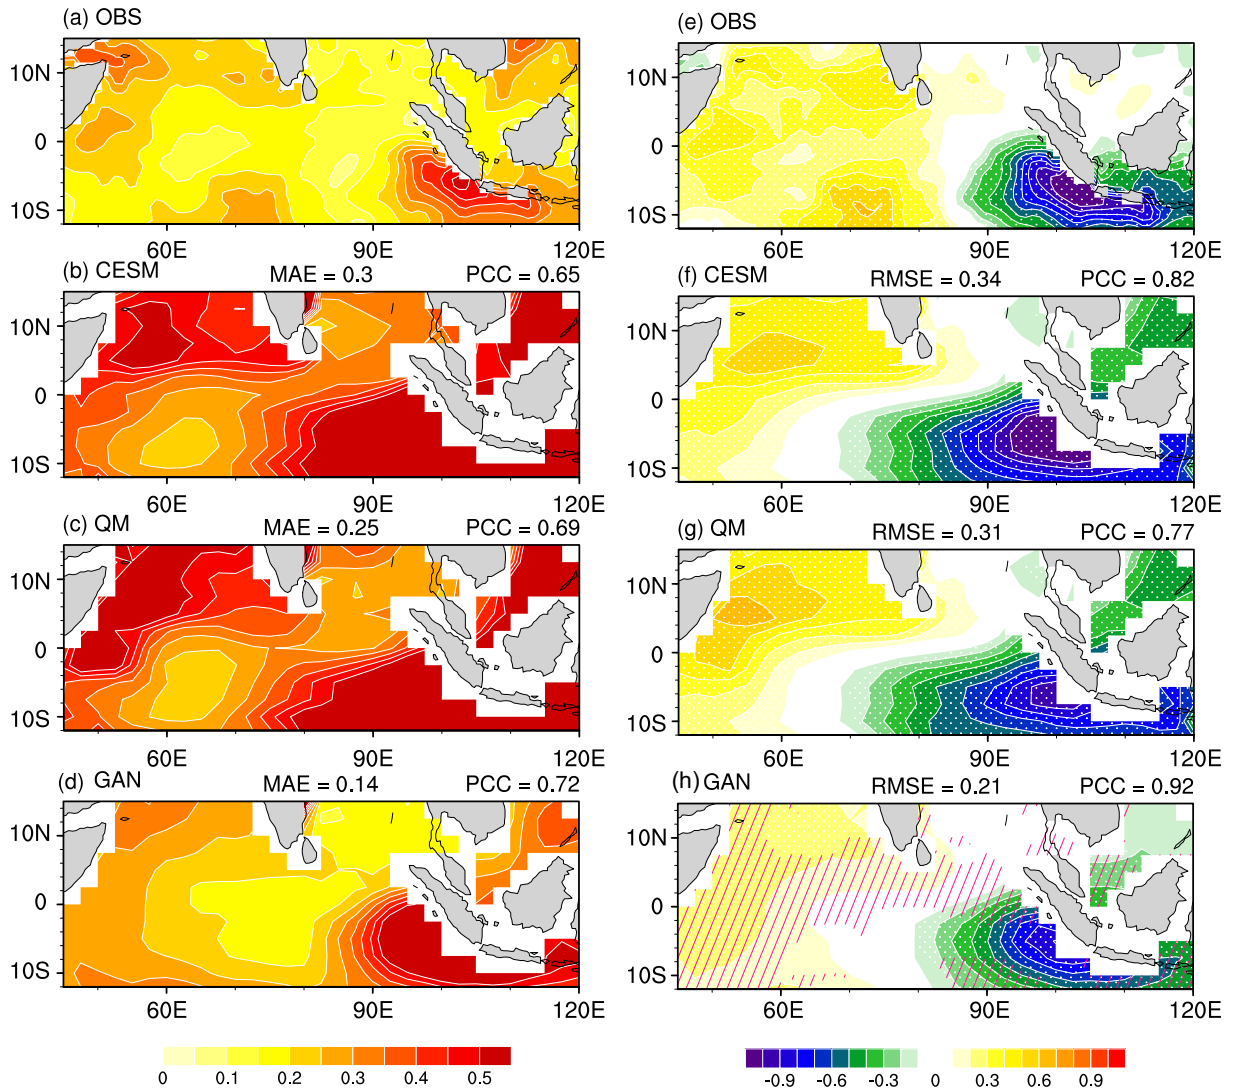 (a) OBS
10N
0
10S
60E 90E 120E
(b) CESM MAE = 0.3 PCC = 0.65
10N
0
10S
60E 90E 120E
(c) QM MAE = 0.25 PCC = 0.69
10N
0
10S
60E 90E 120E
(d) GAN MAE = 0.14 PCC = 0.72
10N
0
10S
60E 90E 120E
0 0.1 0.2 0.3 0.4 0.5
(e) OBS
10N
0
10S
60E 90E 120E
(f) CESM RMSE = 0.34 PCC = 0.82
10N
0
10S
60E 90E 120E
(g) QM RMSE = 0.31 PCC = 0.77
10N
0
10S
60E 90E 120E
(h) GAN RMSE = 0.21 PCC = 0.92
10N
0
10S
60E 90E 120E
-0.9 -0.6 -0.3 0 0.3 0.6 0.9